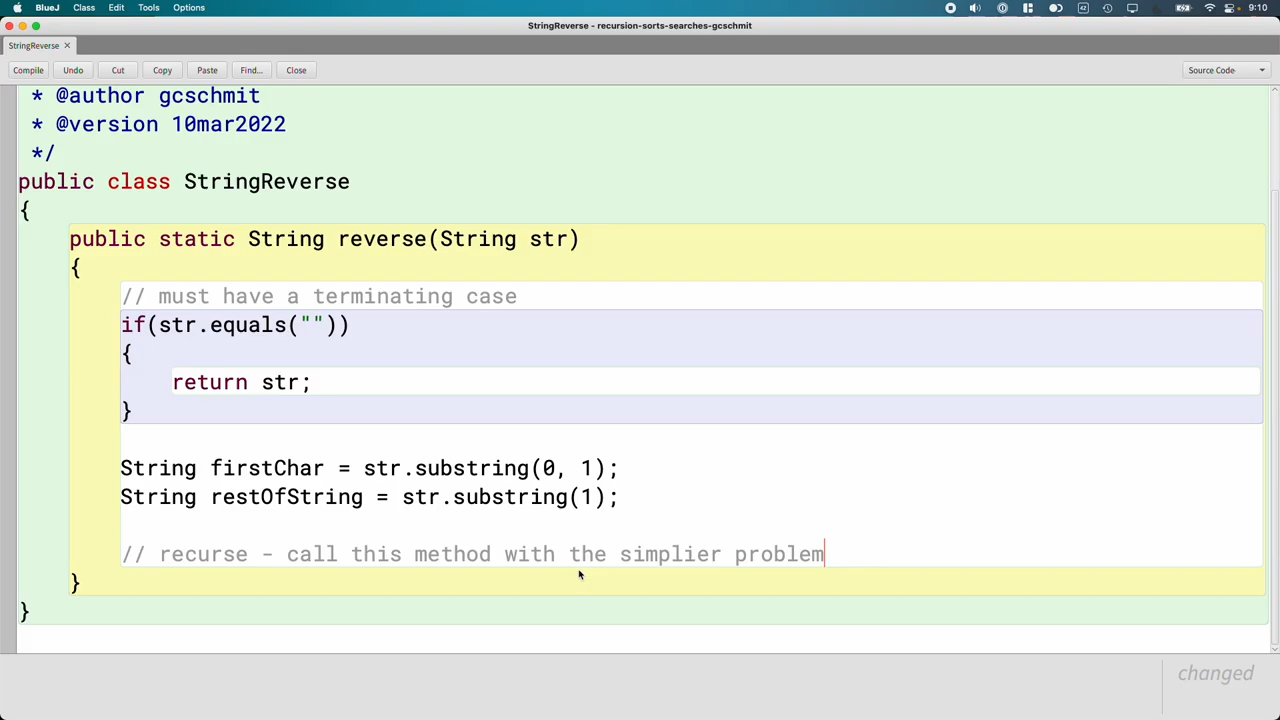 BlueJ Class Edit Tools Options 9:10
StringReverse - recursion-sorts-searches-gcschmit
StringReverse ×
Compile Undo Cut Copy Paste Find... Close Source Code
* @author gcschmit
* @version 10mar2022
*/
public class StringReverse
{
public static String reverse(String str)
{
// must have a terminating case
if(str.equals(""))
{
return str;
}
String firstChar = str.substring(0, 1);
String restOfString = str.substring(1);
// recurse - call this method with the simplier problem
}
}
changed